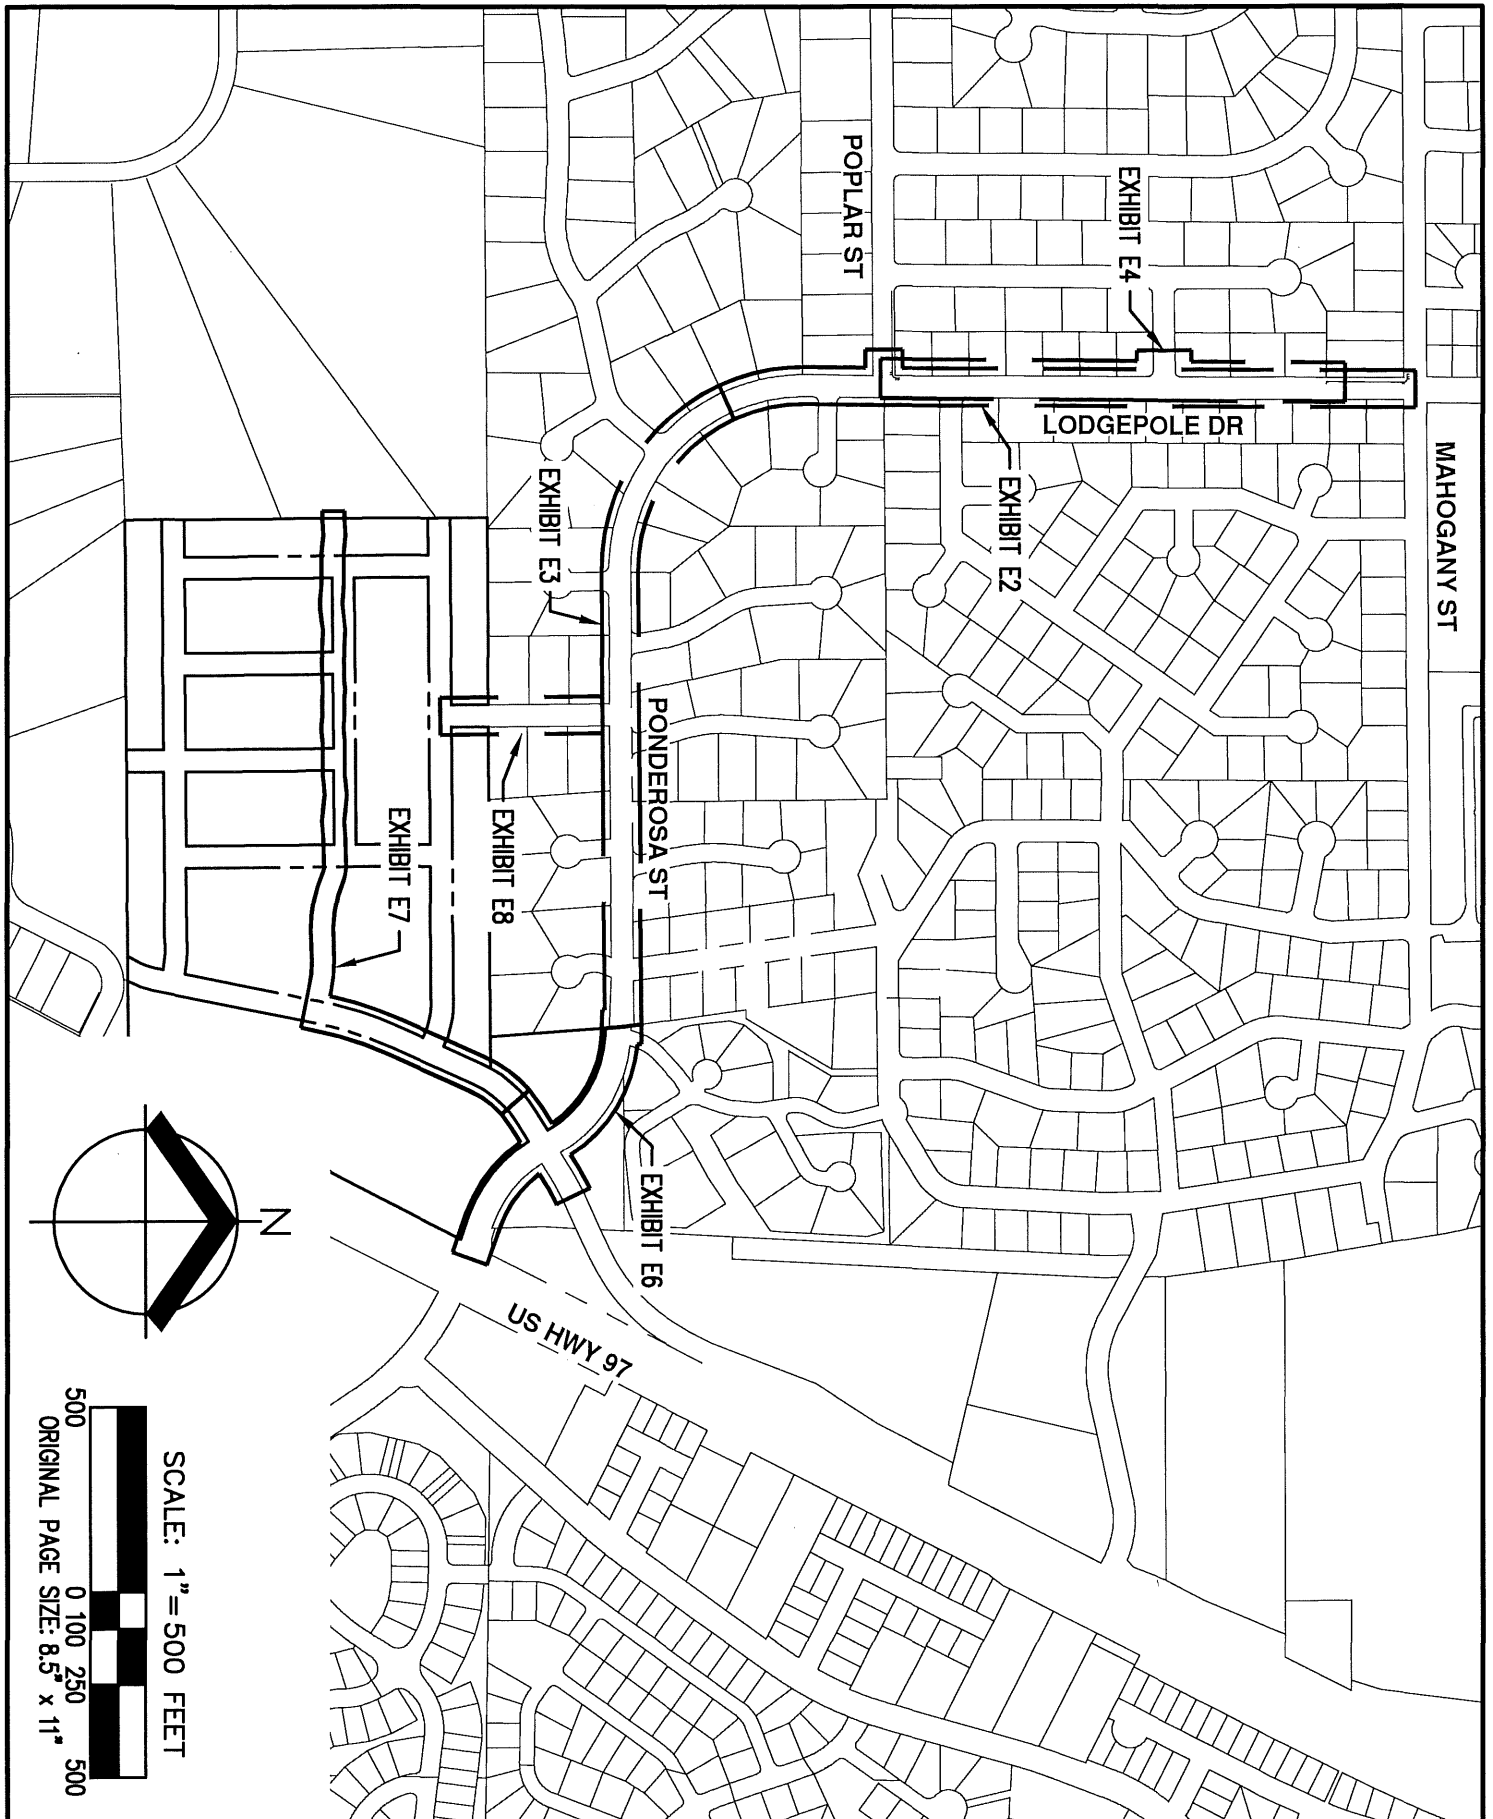 POPLAR ST
EXHIBIT E4
LODGEPOLE DR
MAHOGANY ST
EXHIBIT E2
EXHIBIT E3
PONDEROSA ST
EXHIBIT E8
EXHIBIT E7
EXHIBIT E6
US HWY 97
N
SCALE: 1"=500 FEET
500 0 100 250 500
ORIGINAL PAGE SIZE: 8.5" x 11"